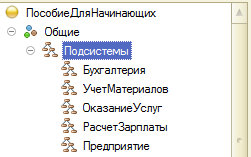 ПособиеДляНачинающих
Общие
Подсистемы
Бухгалтерия
УчетМатериалов
ОказаниеУслуг
РасчетЗарплаты
Предприятие